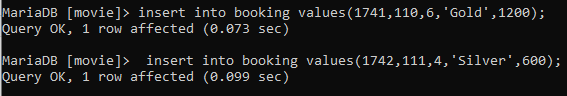 MariaDB [movie]> insert into booking values(1741,110,6,'Gold',1200);
Query OK, 1 row affected (0.073 sec)
MariaDB [movie]>  insert into booking values(1742,111,4,'Silver',600);
Query OK, 1 row affected (0.099 sec)